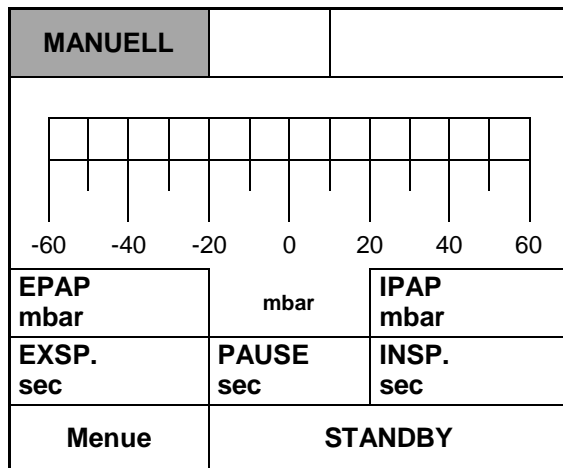 MANUELL
-60 -40 -20 0 20 40 60
EPAP mbar IPAP
mbar mbar
EXSP. PAUSE INSP.
sec sec sec
Menue STANDBY